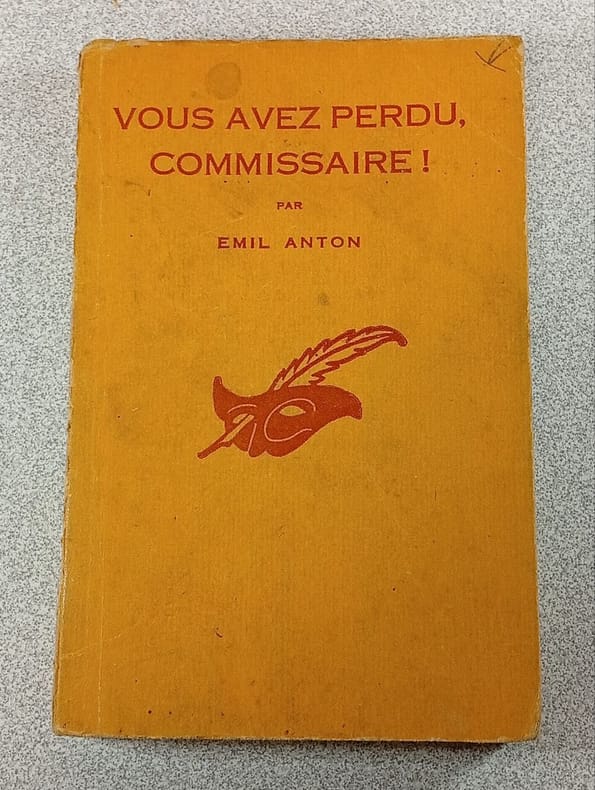 VOUS AVEZ PERDU,
COMMISSAIRE !
PAR
EMIL ANTON